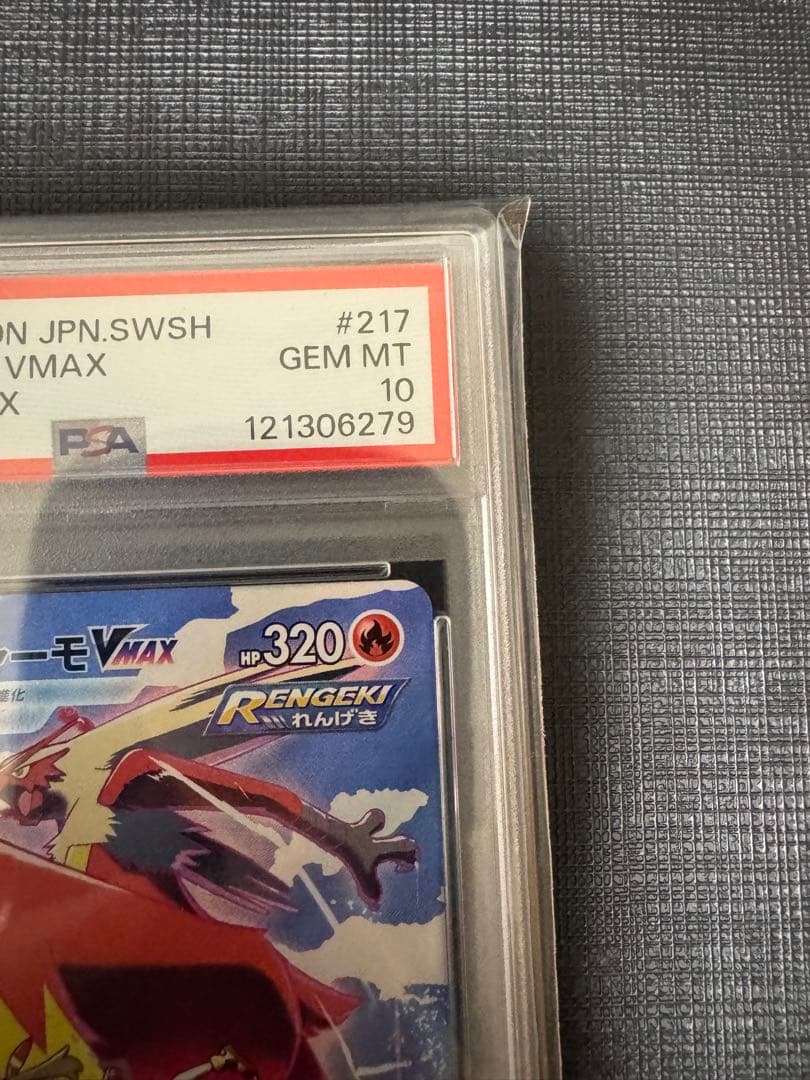 ON JPN.SWSH #217
VMAX GEM MT
X 10
PSA 121306279
ーモVMAX HP320
進化
RENGEKI
れんげき